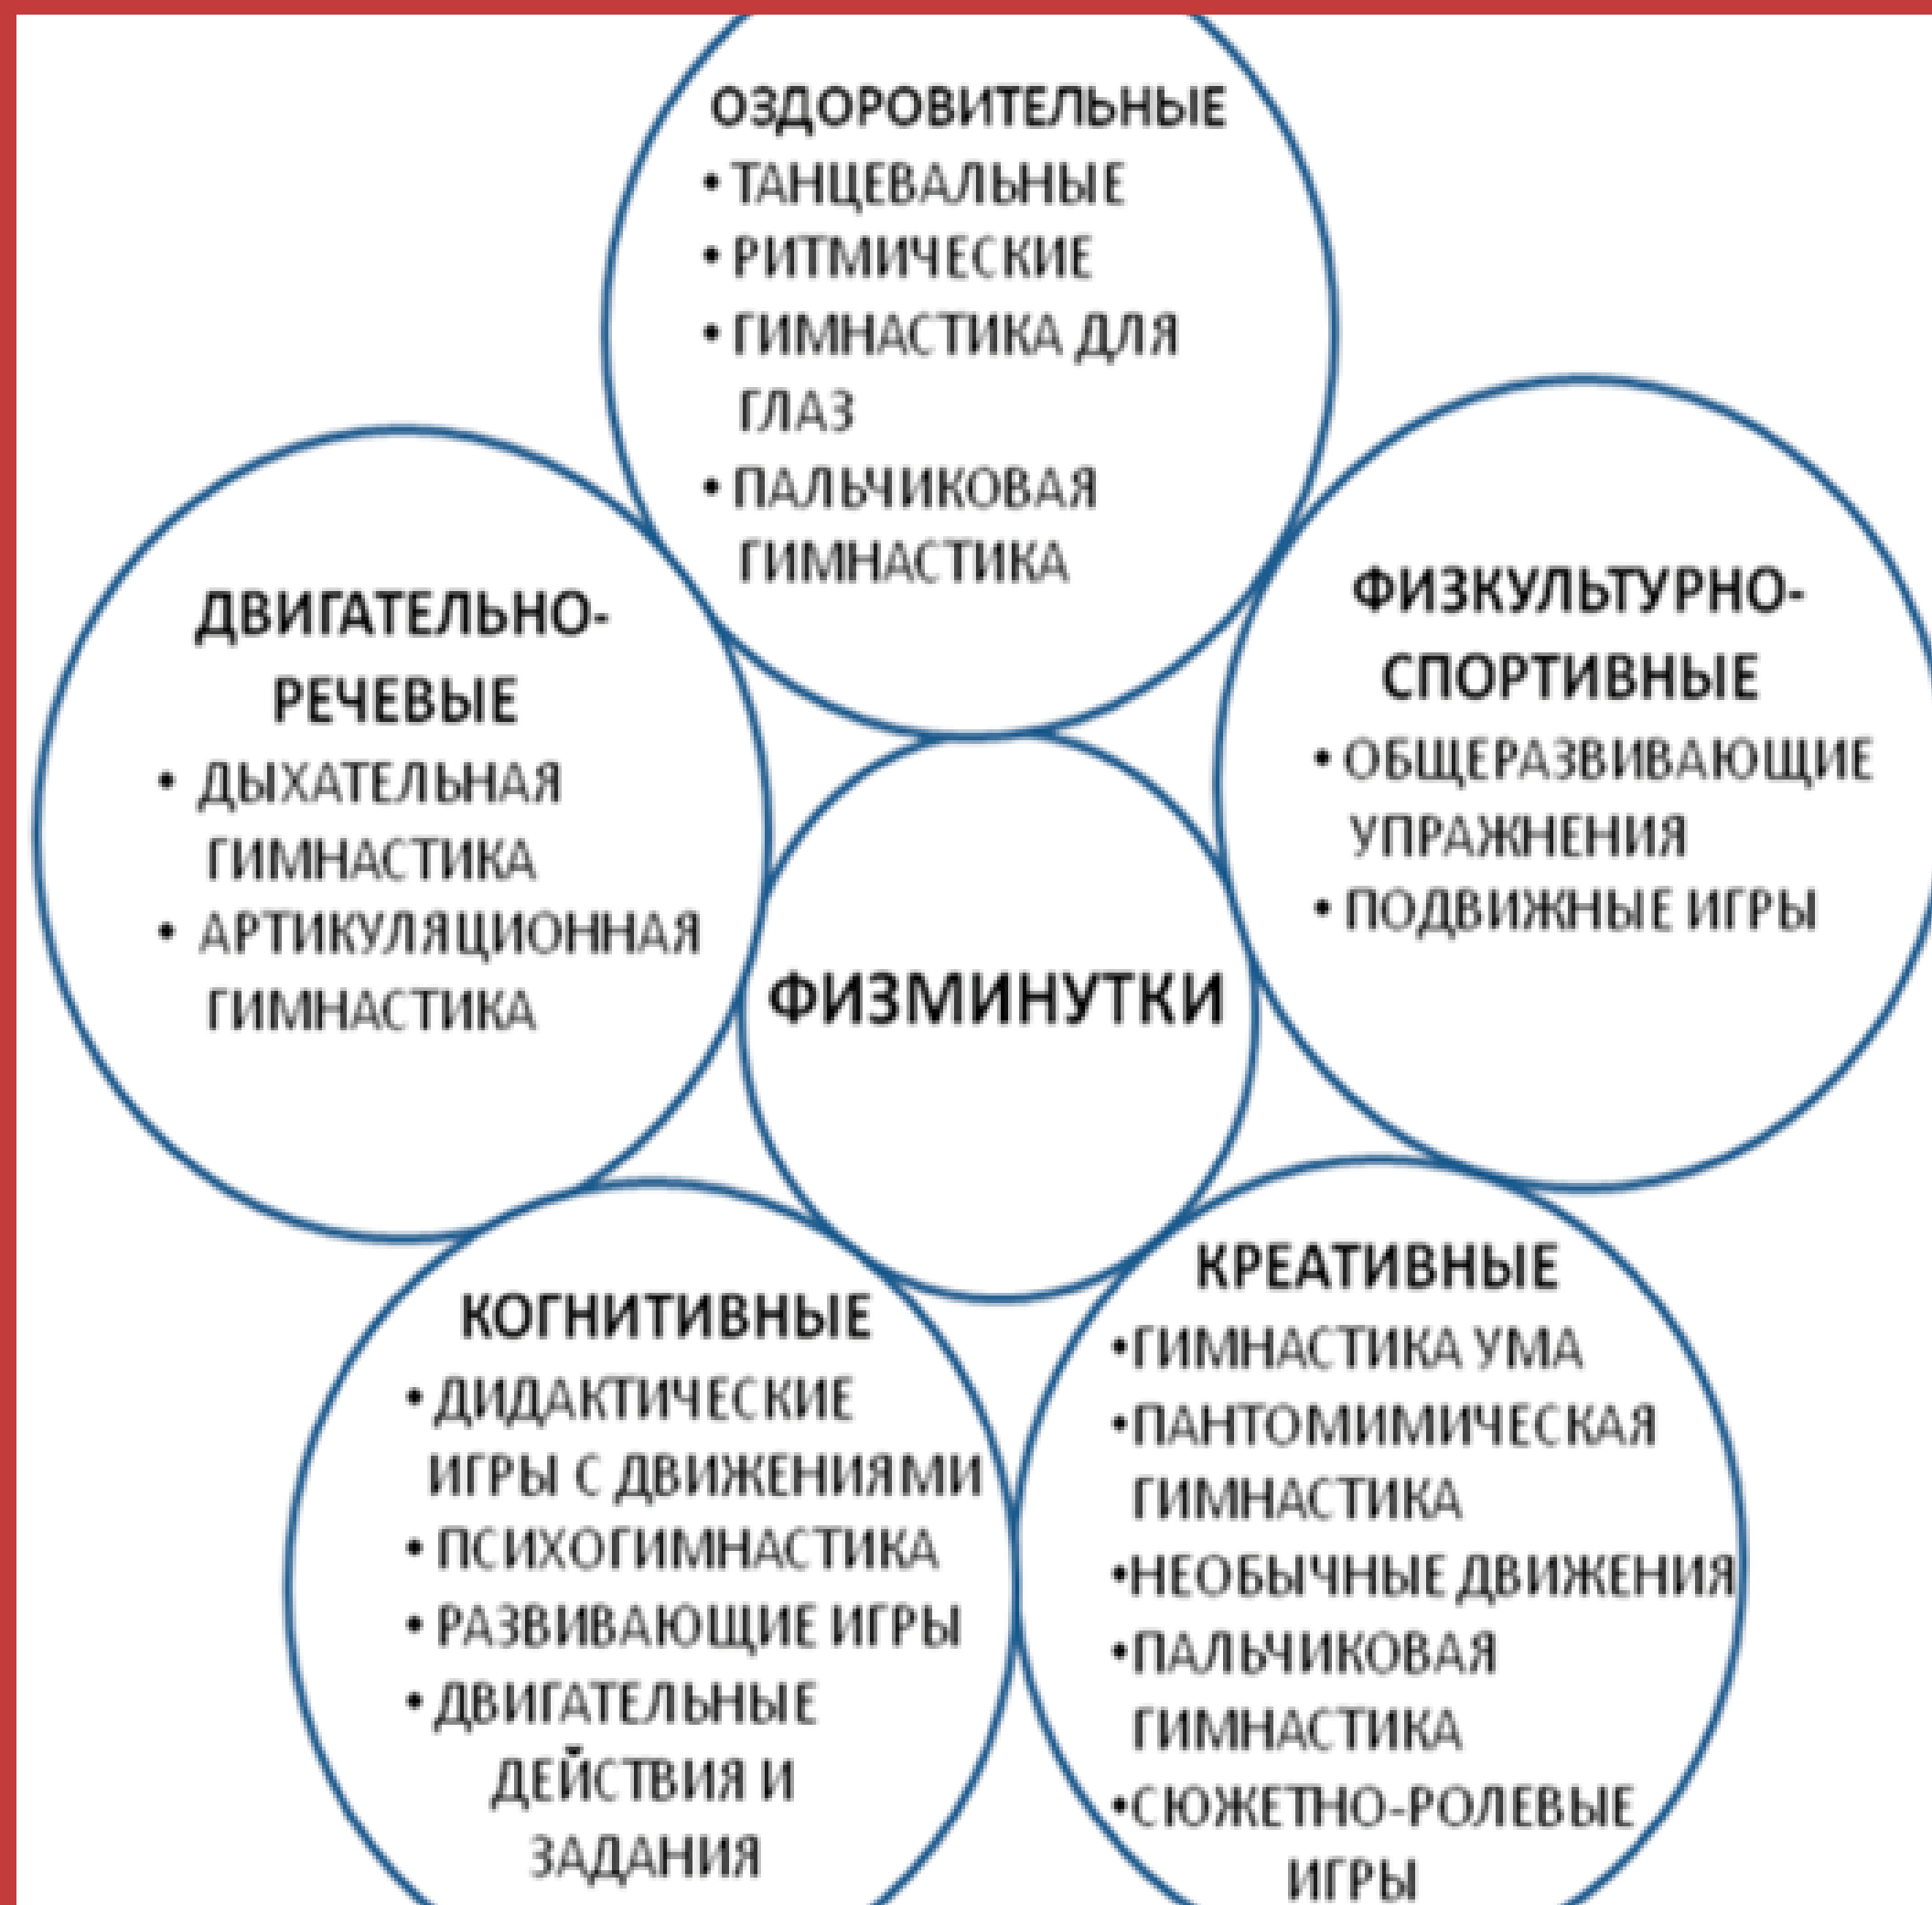 ОЗДОРОВИТЕЛЬНЫЕ
• ТАНЦЕВАЛЬНЫЕ
• РИТМИЧЕСКИЕ
• ГИМНАСТИКА ДЛЯ
ГЛАЗ
• ПАЛЬЧИКОВАЯ
ГИМНАСТИКА
ДВИГАТЕЛЬНО-
РЕЧЕВЫЕ
• ДЫХАТЕЛЬНАЯ
ГИМНАСТИКА
• АРТИКУЛЯЦИОННАЯ
ГИМНАСТИКА
ФИЗМИНУТКИ
ФИЗКУЛЬТУРНО-
СПОРТИВНЫЕ
• ОБЩЕРАЗВИВАЮЩИЕ
УПРАЖНЕНИЯ
• ПОДВИЖНЫЕ ИГРЫ
КОГНИТИВНЫЕ
• ДИДАКТИЧЕСКИЕ
ИГРЫ С ДВИЖЕНИЯМИ
• ПСИХОГИМНАСТИКА
• РАЗВИВАЮЩИЕ ИГРЫ
• ДВИГАТЕЛЬНЫЕ
ДЕЙСТВИЯ И
ЗАДАНИЯ
КРЕАТИВНЫЕ
•ГИМНАСТИКА УМА
•ПАНТОМИМИЧЕСКАЯ
ГИМНАСТИКА
•НЕОБЫЧНЫЕ ДВИЖЕНИЯ
•ПАЛЬЧИКОВАЯ
ГИМНАСТИКА
•СЮЖЕТНО-РОЛЕВЫЕ
ИГРЫ